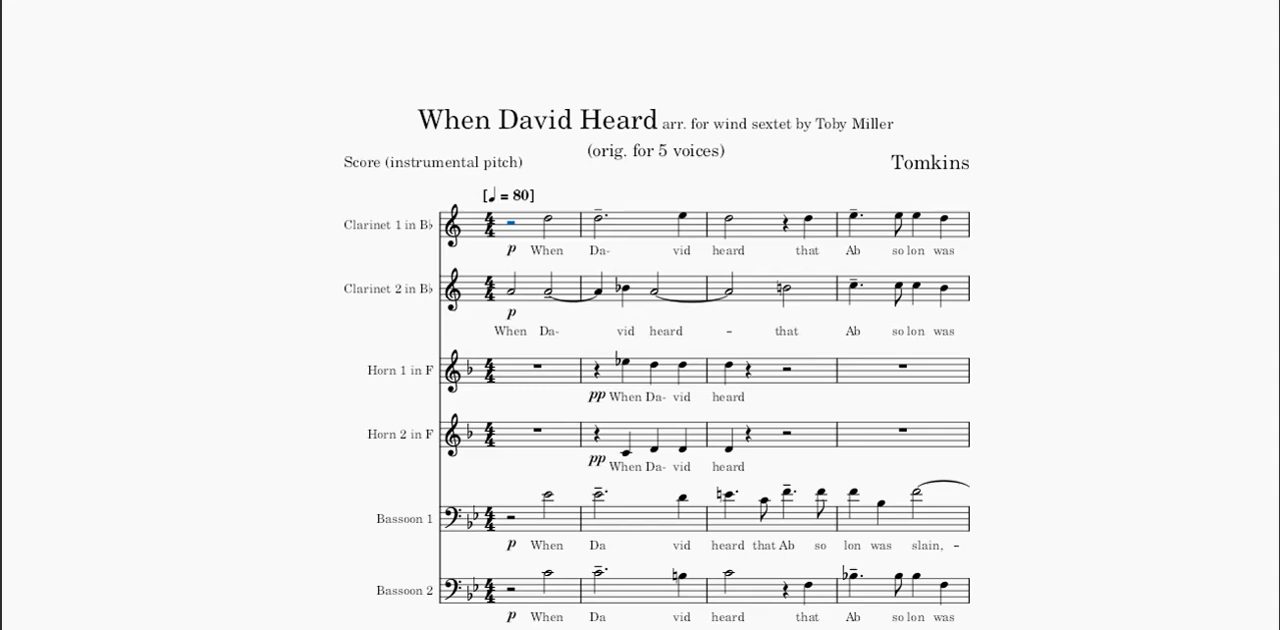 When David Heard arr. for wind sextet by Toby Miller
(orig. for 5 voices)
Score (instrumental pitch)
Tomkins
[♩ = 80]
Clarinet 1 in B♭
p When Da- vid heard that Ab so lon was
Clarinet 2 in B♭
p
When Da- vid heard - that Ab so lon was
Horn 1 in F
pp When Da- vid heard
Horn 2 in F
pp When Da- vid heard
Bassoon 1
p When Da vid heard that Ab so lon was slain, -
Bassoon 2
p When Da vid heard that Ab so lon was